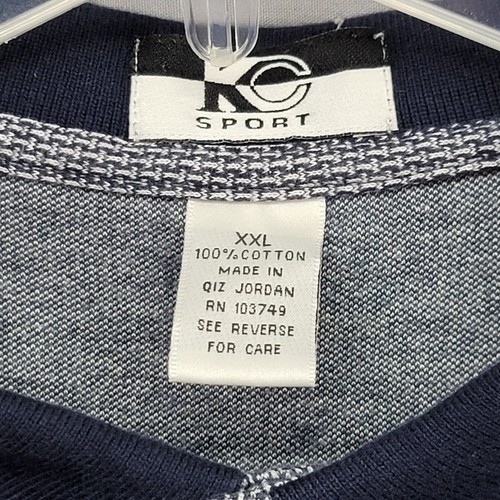 KC
SPORT
XXL
100% COTTON
MADE IN
QIZ JORDAN
RN 103749
SEE REVERSE
FOR CARE